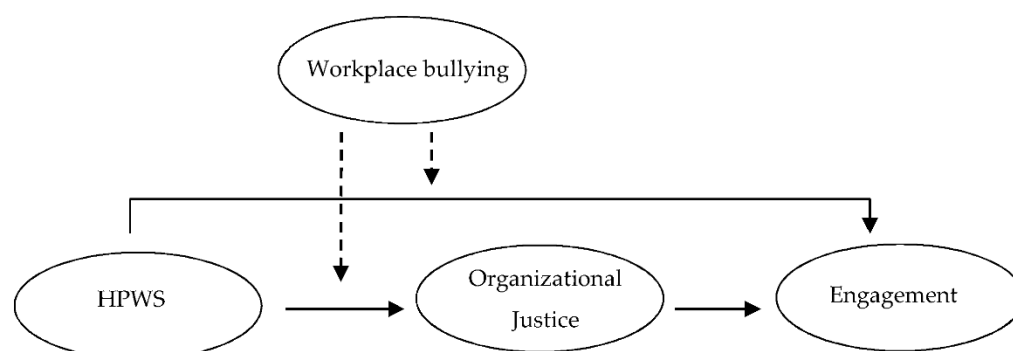 Workplace bullying
HPWS
Organizational
Justice
Engagement